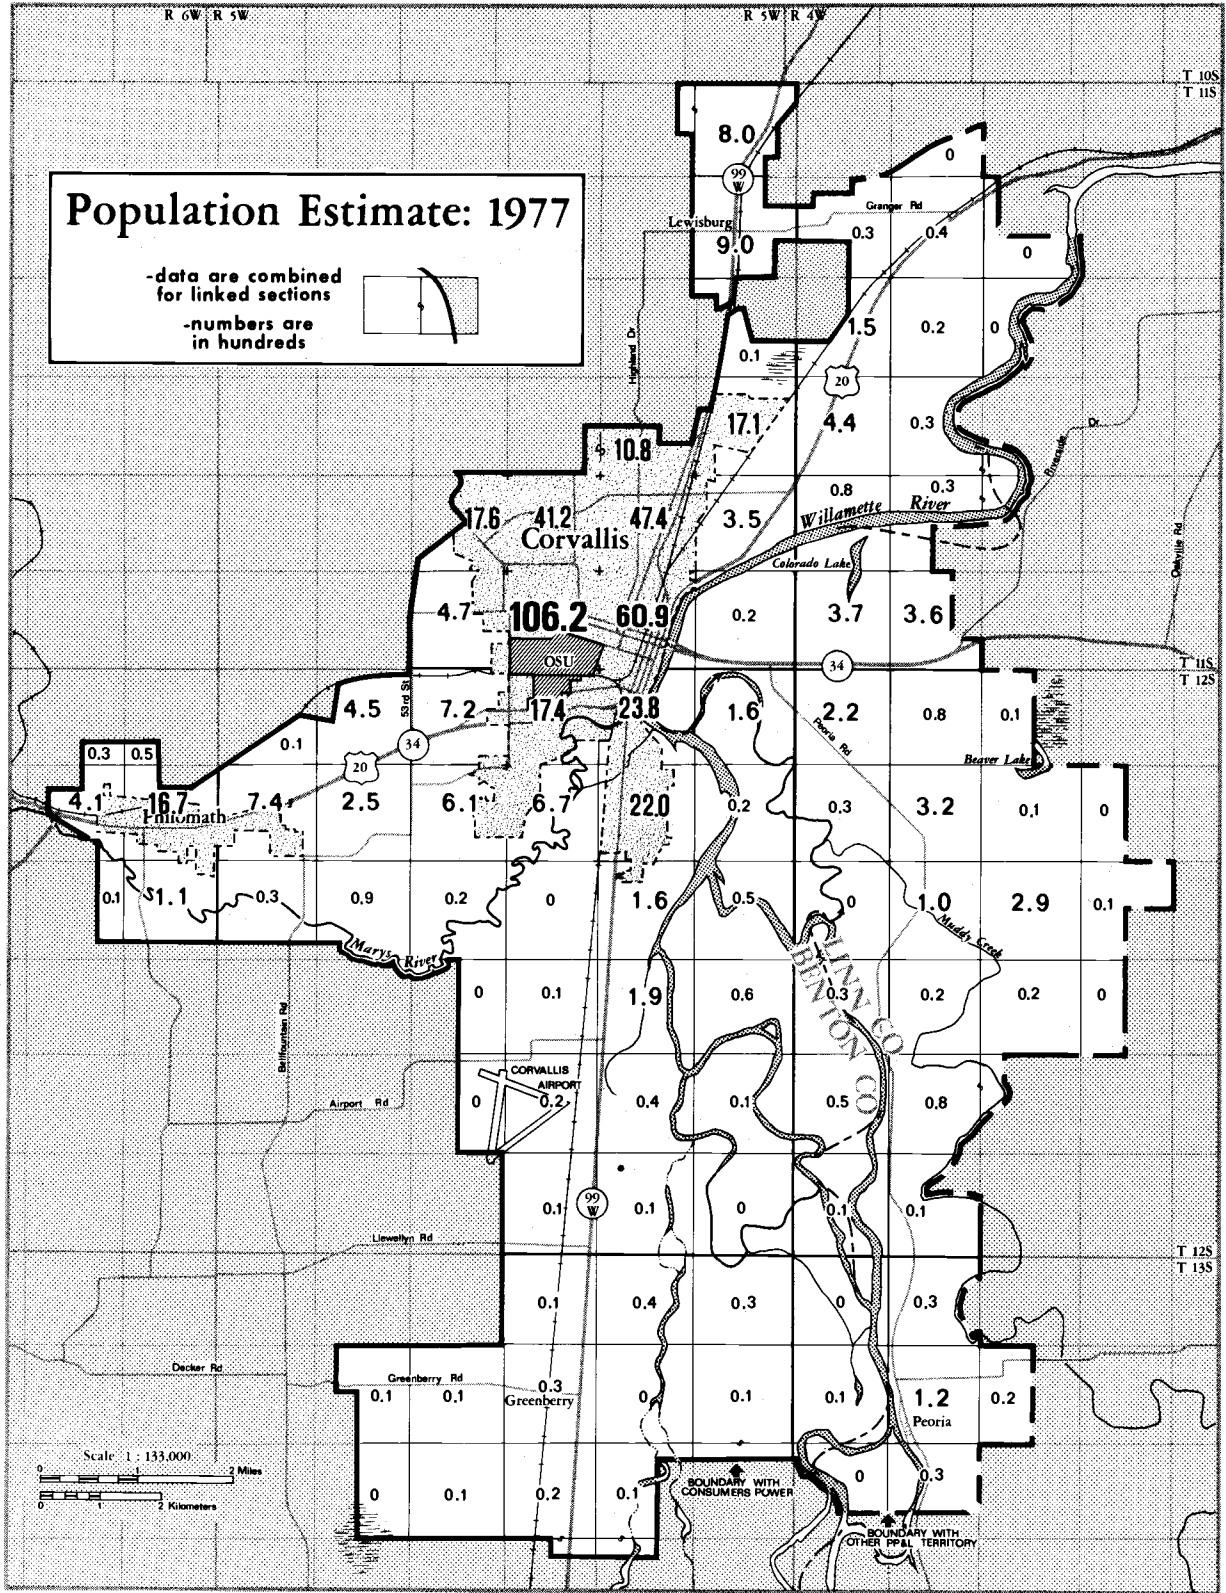 R 6W R 5W
R 5W R 4W
T 10S
T 11S
8.0
0
99
W
Population Estimate: 1977
Granger Rd
Lewisburg
0.3 0.4
9.0
0
-data are combined
for linked sections
-numbers are
in hundreds
Highland Dr
1.5 0.2 0
0.1
20
17.1 4.4 0.3
Dr
Riverside
10.8
0.8 0.3
17.6 41.2 47.4 3.5
Willamette River
Corvallis
Oakville Rd
Colorado Lake
4.7 106.2 60.9 0.2 3.7 3.6
OSU
34
T 11S
T 12S
53rd St
4.5 7.2 17.4 23.8 1.6 2.2 0.8 0.1
Peoria Rd
34
0.1
0.3 0.5
20
Beaver Lake
4.1 16.7 7.4 2.5 6.1 6.7 22.0 0.2 0.3 3.2 0.1 0
Philomath
0.1 1.1 0.3 0.9 0.2 0 1.6 0.5 0 1.0 2.9 0.1
Muddy Creek
Marys River
LINN CO
BENTON CO
0 0.1 1.9 0.6 0.3 0.2 0.2 0
Bellfountain Rd
CORVALLIS
AIRPORT
Airport Rd
0 0.2 0.4 0.1 0.5 0.8
99
W
0.1 0.1 0 0.1 0.1
Llewellyn Rd
T 12S
T 13S
0.1 0.4 0.3 0 0.3
Decker Rd
Greenberry Rd
0.1 0.1 0.3 0 0.1 0.1 1.2 0.2
Greenberry
Peoria
Scale 1 : 133,000
0 1 2 Miles
0 1 2 Kilometers
0 0.1 0.2 0.1
0 0.3
BOUNDARY WITH
CONSUMERS POWER
BOUNDARY WITH
OTHER PP&L TERRITORY